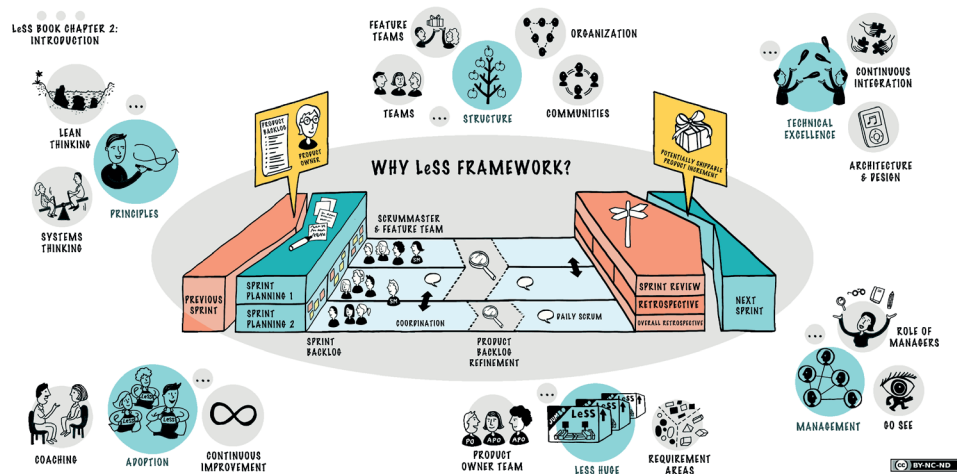 LeSS BOOK CHAPTER 2:
INTRODUCTION
FEATURE
TEAMS
ORGANIZATION
TEAMS
...
STRUCTURE
COMMUNITIES
...
CONTINUOUS
INTEGRATION
TECHNICAL
EXCELLENCE
ARCHITECTURE
& DESIGN
LEAN
THINKING
...
PRINCIPLES
SYSTEMS
THINKING
PRODUCT
BACKLOG
PRODUCT
OWNER
WHY LeSS FRAMEWORK?
POTENTIALLY SHIPPABLE
PRODUCT INCREMENT
SCRUMMASTER
& FEATURE TEAM
PREVIOUS
SPRINT
SPRINT
PLANNING 1
SPRINT
PLANNING 2
SM
SM
COORDINATION
DAILY SCRUM
SPRINT REVIEW
RETROSPECTIVE
OVERALL RETROSPECTIVE
NEXT
SPRINT
SPRINT
BACKLOG
PRODUCT
BACKLOG
REFINEMENT
...
ROLE OF
MANAGERS
MANAGEMENT
GO SEE
COACHING
...
LeSS
LeSS
LeSS
ADOPTION
CONTINUOUS
IMPROVEMENT
PO
APO
APO
PRODUCT
OWNER TEAM
...
LeSS
LeSS HUGE
REQUIREMENT
AREAS
CC BY-NC-ND